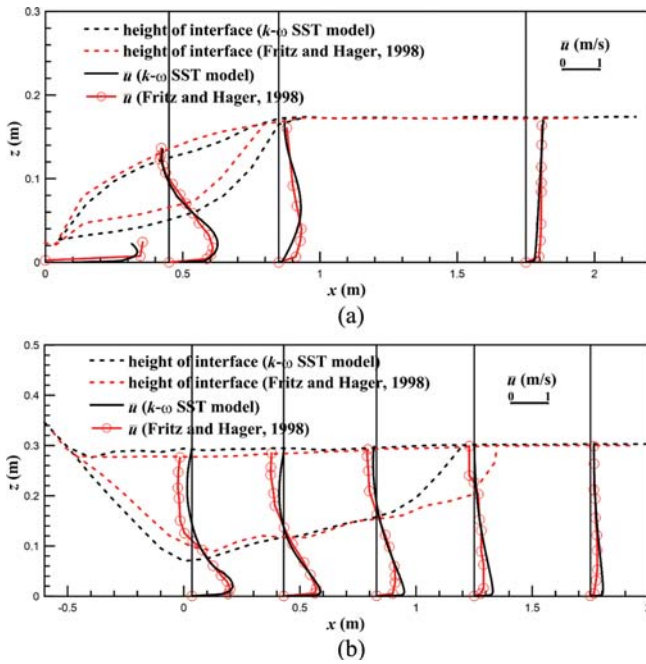 0.3
height of interface (k-ω SST model)
height of interface (Fritz and Hager, 1998)
ū (k-ω SST model)
ū (Fritz and Hager, 1998)
ū (m/s)
0 1
z (m)
0.2
0.1
0
0 0.5 1 1.5 2
x (m)
(a)
0.5
height of interface (k-ω SST model)
height of interface (Fritz and Hager, 1998)
ū (k-ω SST model)
ū (Fritz and Hager, 1998)
ū (m/s)
0 1
0.4
z (m)
0.3
0.2
0.1
0
-0.5 0 0.5 1 1.5 2
x (m)
(b)